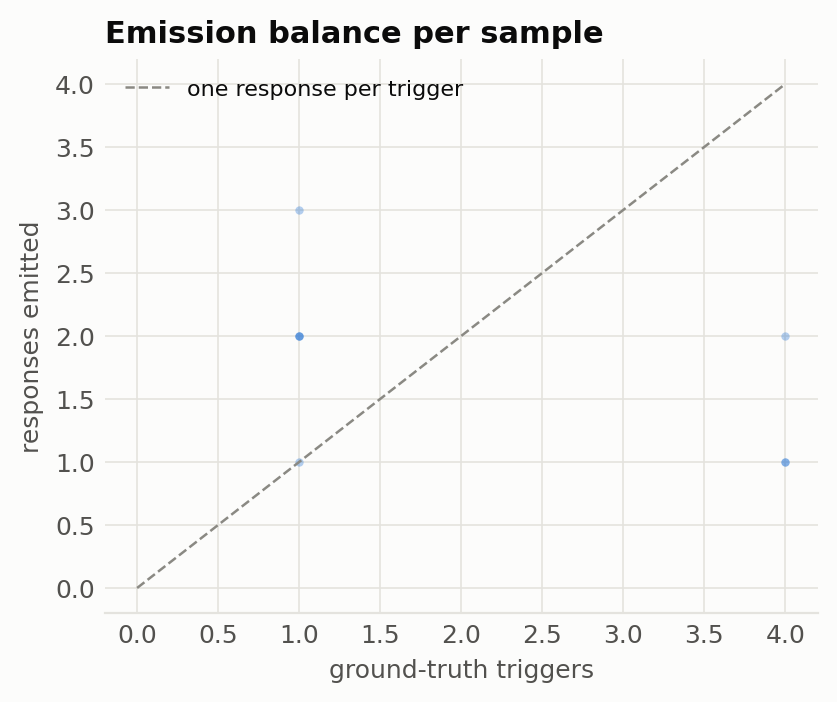 Emission balance per sample
one response per trigger
4.0
3.5
3.0
2.5
2.0
1.5
1.0
0.5
0.0
responses emitted
0.0 0.5 1.0 1.5 2.0 2.5 3.0 3.5 4.0
ground-truth triggers